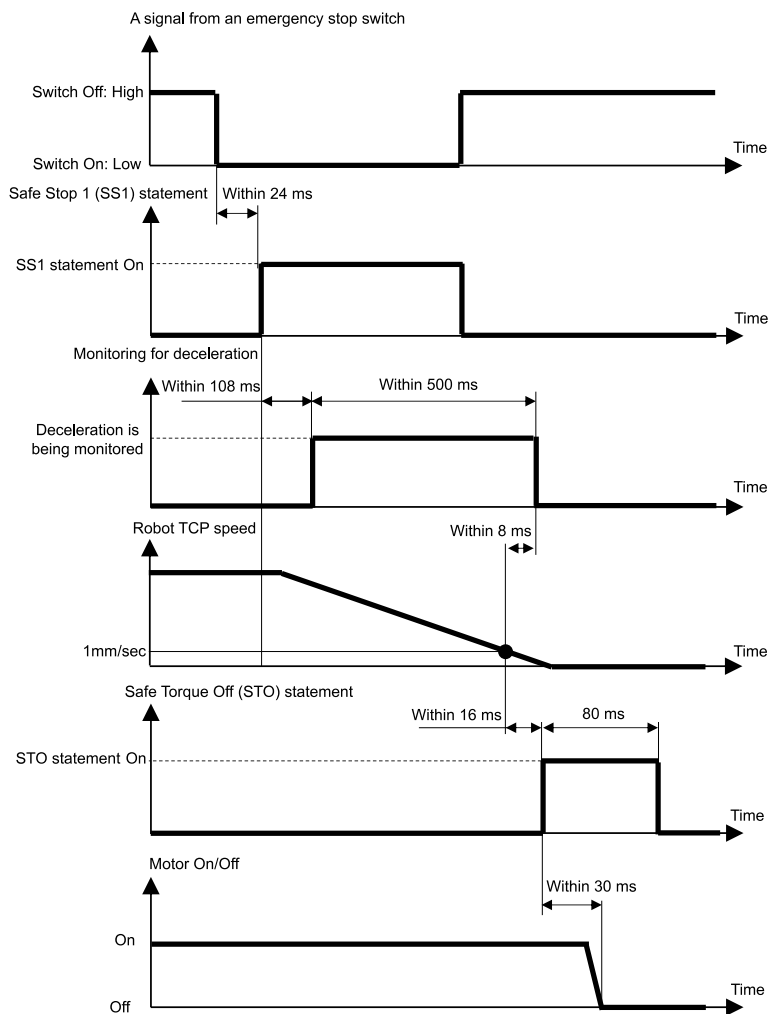 A signal from an emergency stop switch
Switch Off: High
Time
Switch On: Low
Safe Stop 1 (SS1) statement
Within 24 ms
SS1 statement On
Time
Monitoring for deceleration
Within 108 ms
Within 500 ms
Deceleration is
being monitored
Time
Robot TCP speed
Within 8 ms
1mm/sec
Time
Safe Torque Off (STO) statement
Within 16 ms
80 ms
STO statement On
Time
Motor On/Off
Within 30 ms
On
Time
Off